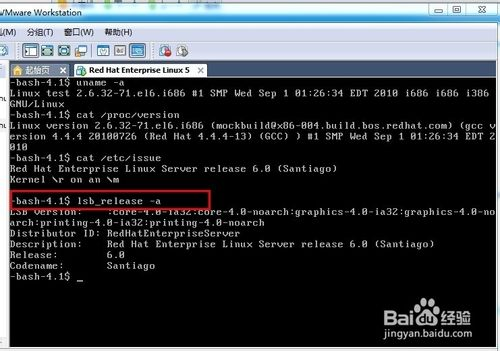 VMware Workstation
(M) 分组(T) 窗口(W) 帮助(H)
起始页 Red Hat Enterprise Linux 5
-bash-4.1$ uname -a
Linux test 2.6.32-71.el6.i686 #1 SMP Wed Sep 1 01:26:34 EDT 2010 i686 i686 i386
GNU/Linux
-bash-4.1$ cat /proc/version
Linux version 2.6.32-71.el6.i686 (mockbuild@x86-004.build.bos.redhat.com) (gcc v
ersion 4.4.4 20100726 (Red Hat 4.4.4-13) (GCC) ) #1 SMP Wed Sep 1 01:26:34 EDT 2
010
-bash-4.1$ cat /etc/issue
Red Hat Enterprise Linux Server release 6.0 (Santiago)
Kernel \r on an \m
-bash-4.1$ lsb_release -a
LSB Version: :core-4.0-ia32:core-4.0-noarch:graphics-4.0-ia32:graphics-4.0-no
arch:printing-4.0-ia32:printing-4.0-noarch
Distributor ID: RedHatEnterpriseServer
Description: Red Hat Enterprise Linux Server release 6.0 (Santiago)
Release: 6.0
Codename: Santiago
-bash-4.1$ _
Baidu 经验
jingyan.baidu.com